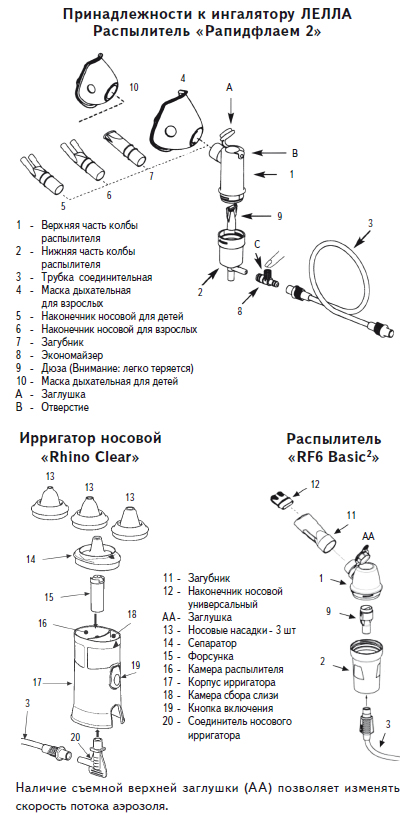 Принадлежности к ингалятору ЛЕЛЛА
Распылитель «Рапидфлаем 2»
10
4
A
B
1
7
6
5
9
3
C
2
8
1 - Верхняя часть колбы
распылителя
2 - Нижняя часть колбы
распылителя
3 - Трубка соединительная
4 - Маска дыхательная
для взрослых
5 - Наконечник носовой для детей
6 - Наконечник носовой для взрослых
7 - Загубник
8 - Экономайзер
9 - Дюза (Внимание: легко теряется)
10 - Маска дыхательная для детей
A - Заглушка
B - Отверстие
Ирригатор носовой
«Rhino Clear»
13
13
13
14
15
16
18
17
19
3
20
11 - Загубник
12 - Наконечник носовой
универсальный
AA - Заглушка
13 - Носовые насадки - 3 шт
14 - Сепаратор
15 - Форсунка
16 - Камера распылителя
17 - Корпус ирригатора
18 - Камера сбора слизи
19 - Кнопка включения
20 - Соединитель носового
ирригатора
Распылитель
«RF6 Basic²»
12
11
AA
1
9
2
3
Наличие съемной верхней заглушки (АА) позволяет изменять
скорость потока аэрозоля.